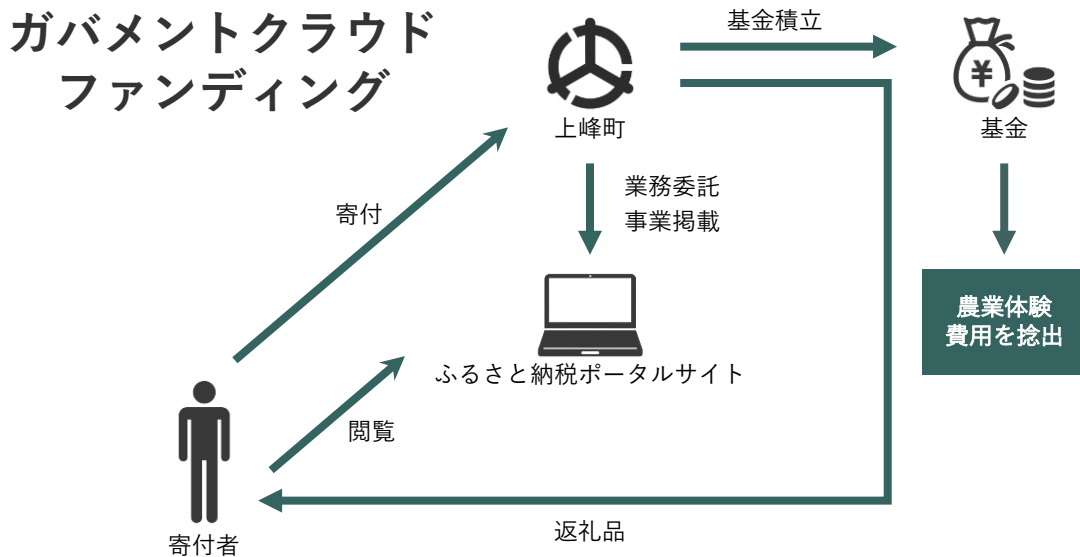 ガバメントクラウド
ファンディング
基金積立
¥
上峰町
基金
業務委託
事業掲載
寄付
農業体験
費用を捻出
ふるさと納税ポータルサイト
閲覧
返礼品
寄付者